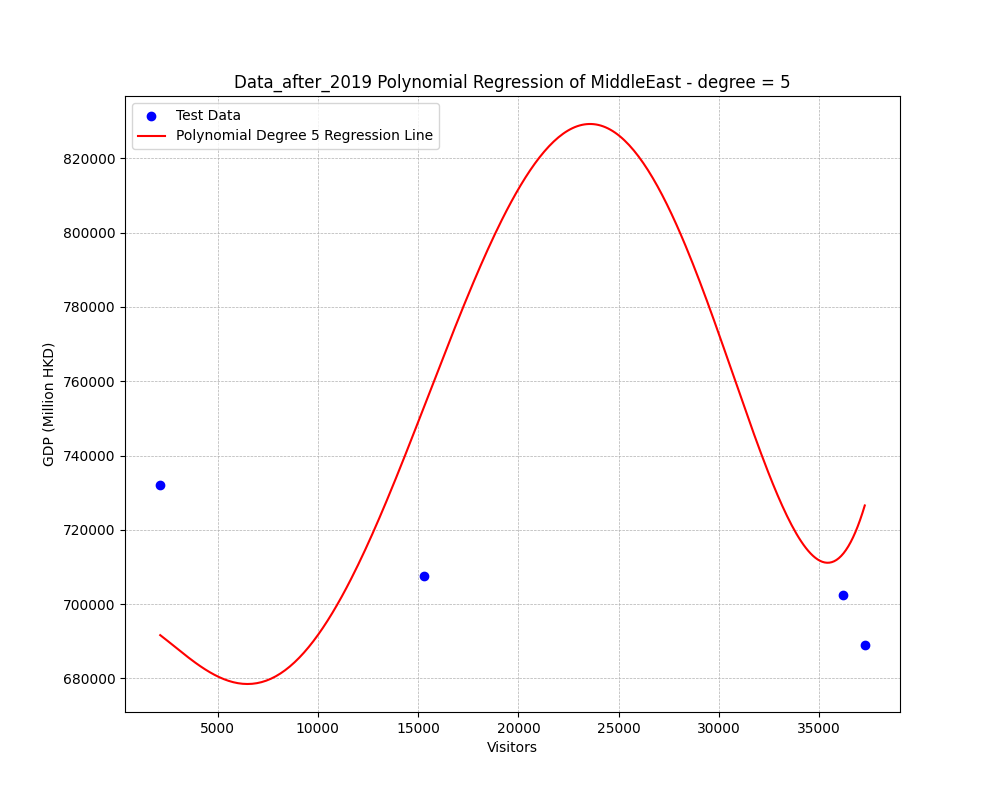 Data_after_2019 Polynomial Regression of MiddleEast - degree = 5
Test Data
Polynomial Degree 5 Regression Line
GDP (Million HKD)
820000
800000
780000
760000
740000
720000
700000
680000
5000 10000 15000 20000 25000 30000 35000
Visitors